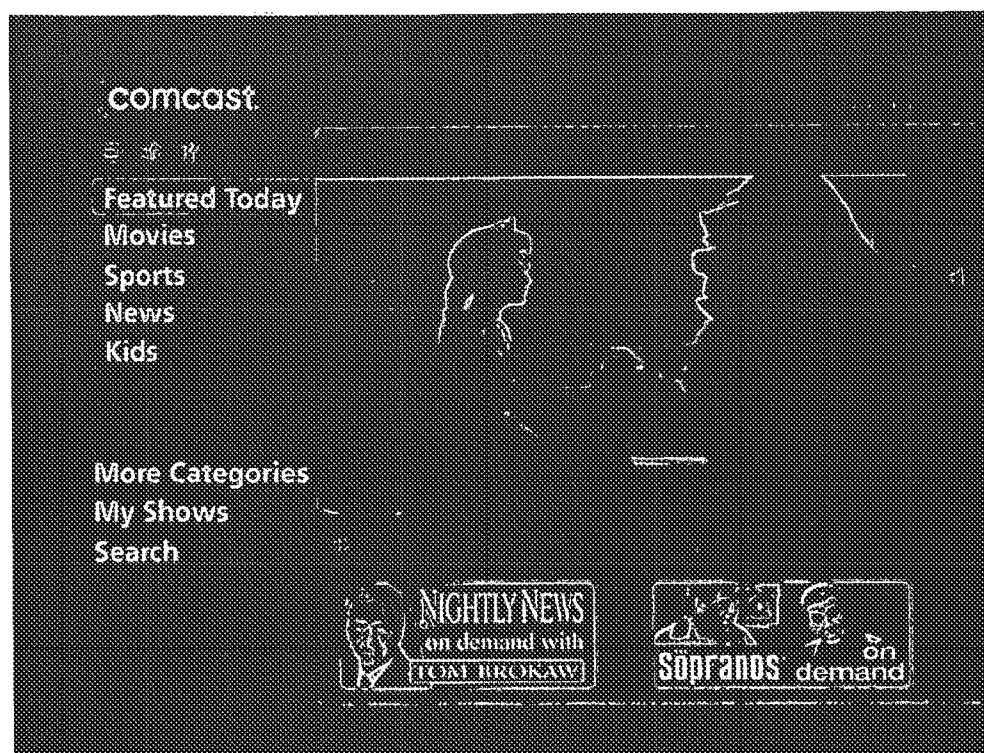 comcast.
Featured Today
Movies
Sports
News
Kids
More Categories
My Shows
Search
NIGHTLY NEWS
on demand with
TOM BROKAW
söpranos
on
demand